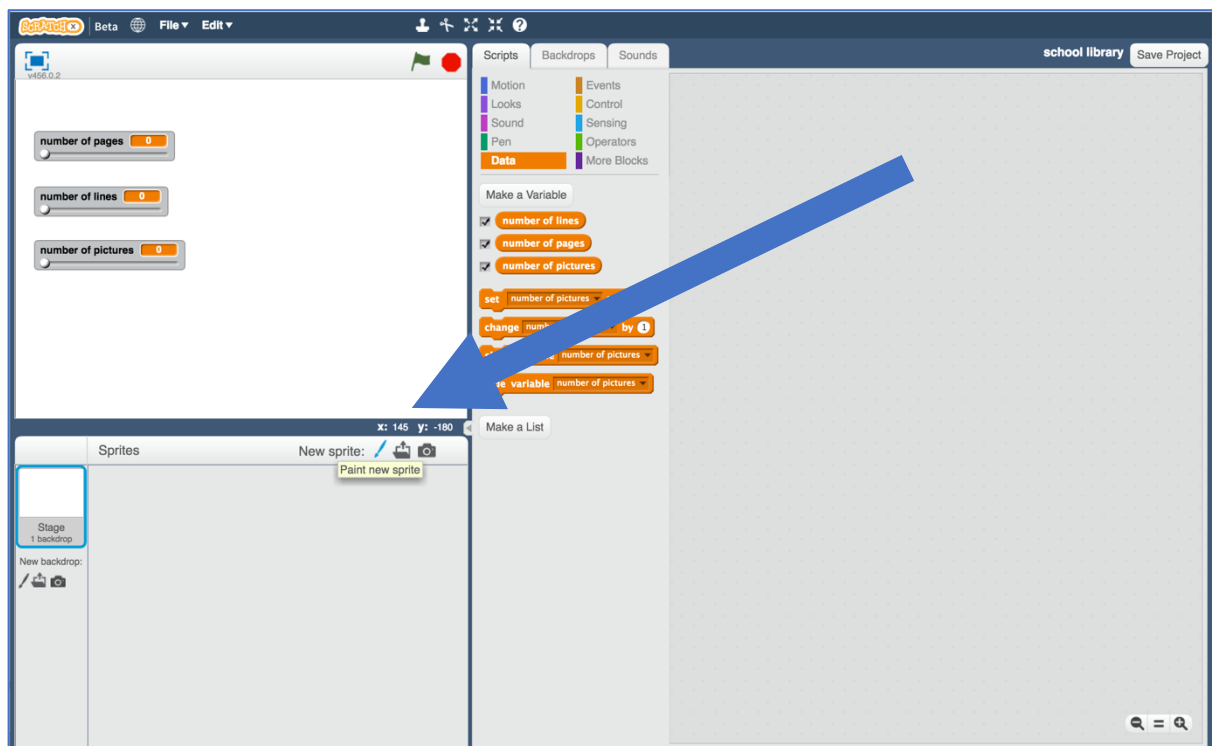 SCRATCHX Beta File▼ Edit▼
v456.0.2
number of pages 0
number of lines 0
number of pictures 0
x: 145 y: -180
Sprites New sprite:
Paint new sprite
Stage
1 backdrop
New backdrop:
Scripts Backdrops Sounds
school library Save Project
Motion Events
Looks Control
Sound Sensing
Pen Operators
Data More Blocks
Make a Variable
number of lines
number of pages
number of pictures
set number of pictures
change by 1
number of pictures
variable number of pictures
Make a List